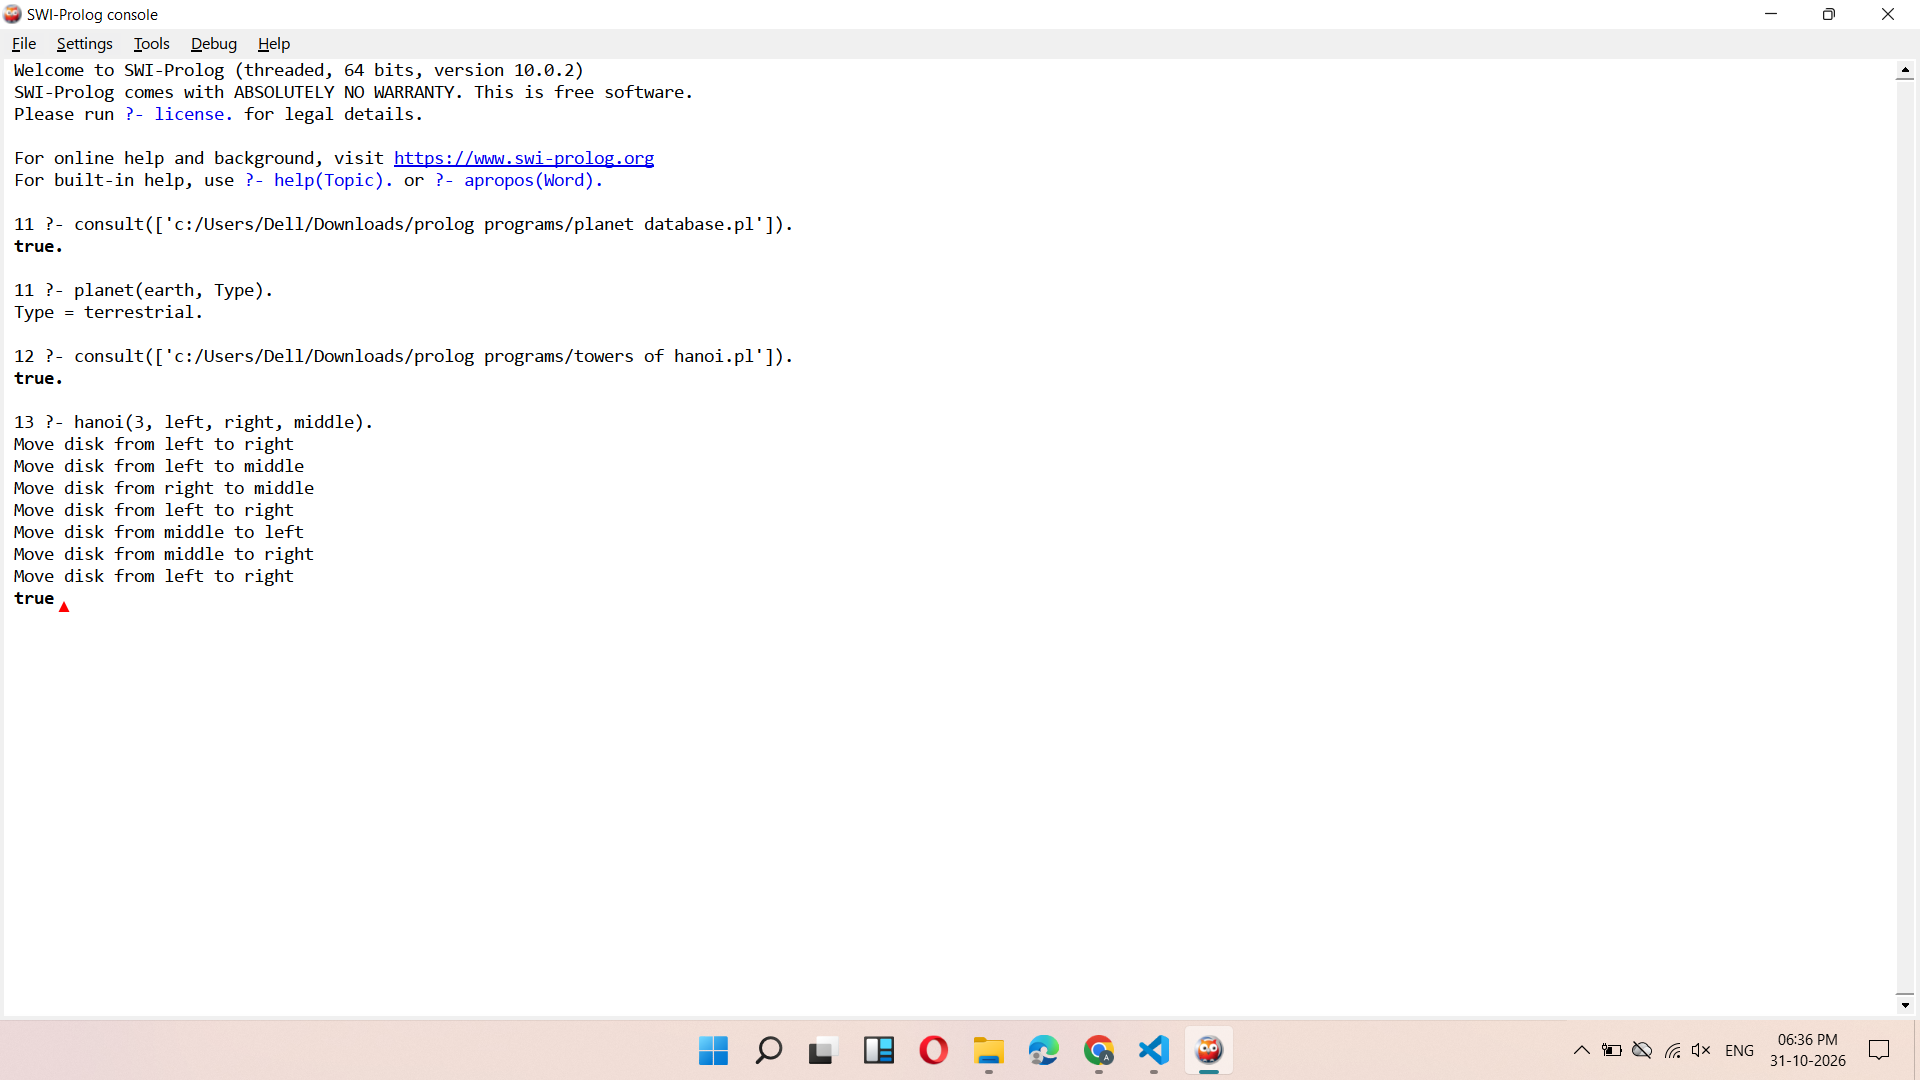 SWI-Prolog console
File Settings Tools Debug Help
Welcome to SWI-Prolog (threaded, 64 bits, version 10.0.2)
SWI-Prolog comes with ABSOLUTELY NO WARRANTY. This is free software.
Please run ?- license. for legal details.
For online help and background, visit https://www.swi-prolog.org
For built-in help, use ?- help(Topic). or ?- apropos(Word).
11 ?- consult(['c:/Users/Dell/Downloads/prolog programs/planet database.pl']).
true.
11 ?- planet(earth, Type).
Type = terrestrial.
12 ?- consult(['c:/Users/Dell/Downloads/prolog programs/towers of hanoi.pl']).
true.
13 ?- hanoi(3, left, right, middle).
Move disk from left to right
Move disk from left to middle
Move disk from right to middle
Move disk from left to right
Move disk from middle to left
Move disk from middle to right
Move disk from left to right
true
A
ENG
06:36 PM
31-10-2026